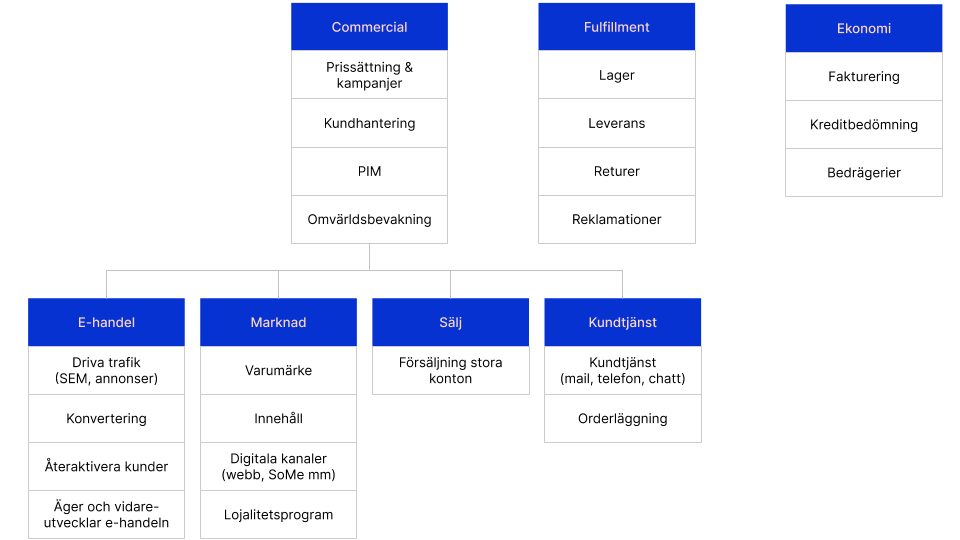 Commercial
Prissättning &
kampanjer
Kundhantering
PIM
Omvärldsbevakning
Fulfillment
Lager
Leverans
Returer
Reklamationer
Ekonomi
Fakturering
Kreditbedömning
Bedrägerier
E-handel
Driva trafik
(SEM, annonser)
Konvertering
Återaktivera kunder
Äger och vidare-
utvecklar e-handeln
Marknad
Varumärke
Innehåll
Digitala kanaler
(webb, SoMe mm)
Lojalitetsprogram
Sälj
Försäljning stora
konton
Kundtjänst
Kundtjänst
(mail, telefon, chatt)
Orderläggning